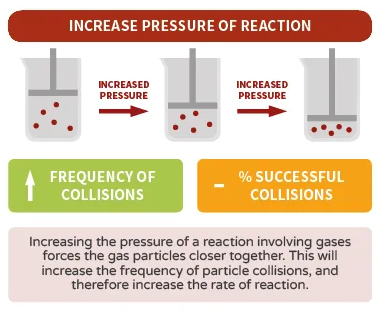 INCREASE PRESSURE OF REACTION
INCREASED
PRESSURE
INCREASED
PRESSURE
FREQUENCY OF
COLLISIONS
– % SUCCESSFUL
COLLISIONS
Increasing the pressure of a reaction involving gases
forces the gas particles closer together. This will
increase the frequency of particle collisions, and
therefore increase the rate of reaction.